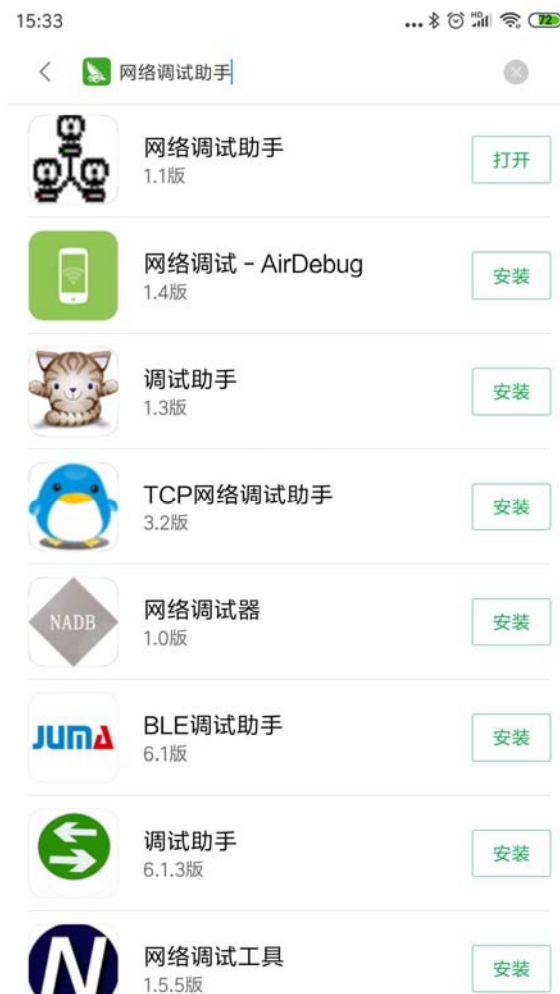 15:33
HD
72
网络调试助手
网络调试助手
打开
1.1版
网络调试 – AirDebug
安装
1.4版
调试助手
安装
1.3版
TCP网络调试助手
安装
3.2版
NADB
网络调试器
安装
1.0版
JUMA
BLE调试助手
安装
6.1版
调试助手
安装
6.1.3版
N
网络调试工具
安装
1.5.5版